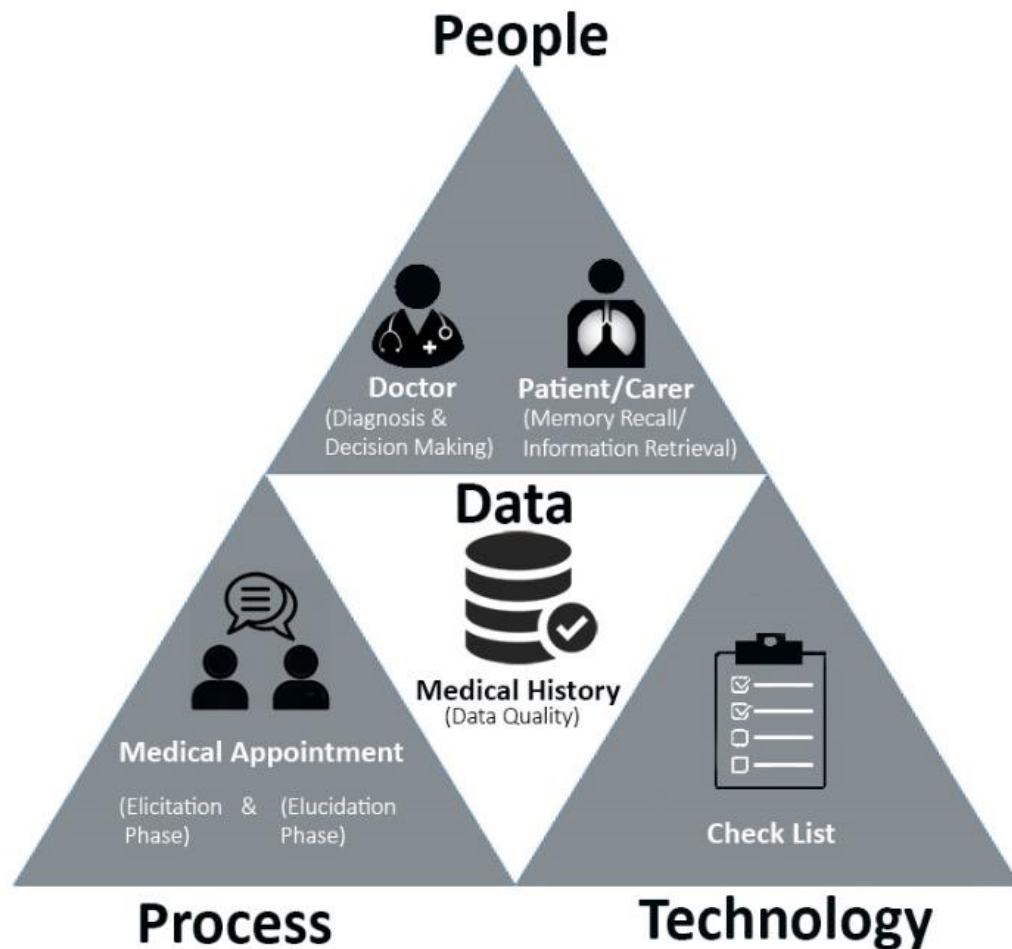 People
Doctor
(Diagnosis &
Decision Making)
Patient/Carer
(Memory Recall/
Information Retrieval)
Data
Medical History
(Data Quality)
Medical Appointment
(Elicitation & (Elucidation
Phase) Phase)
Check List
Process
Technology